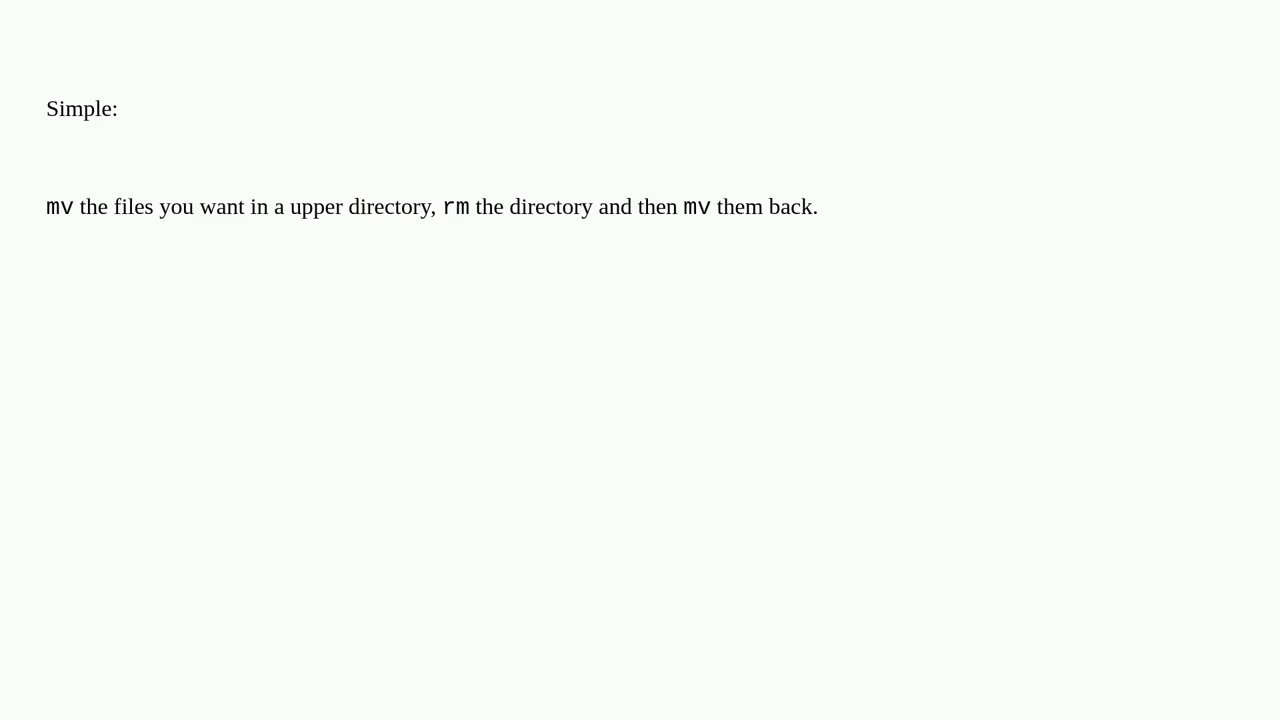 Simple:
mv the files you want in a upper directory, rm the directory and then mv them back.